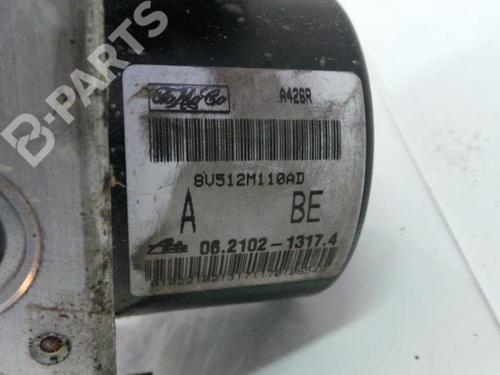 B-PARTS
FoMoCo
A426R
8V512M110AD
A BE
Ate 06.2102-1317.4